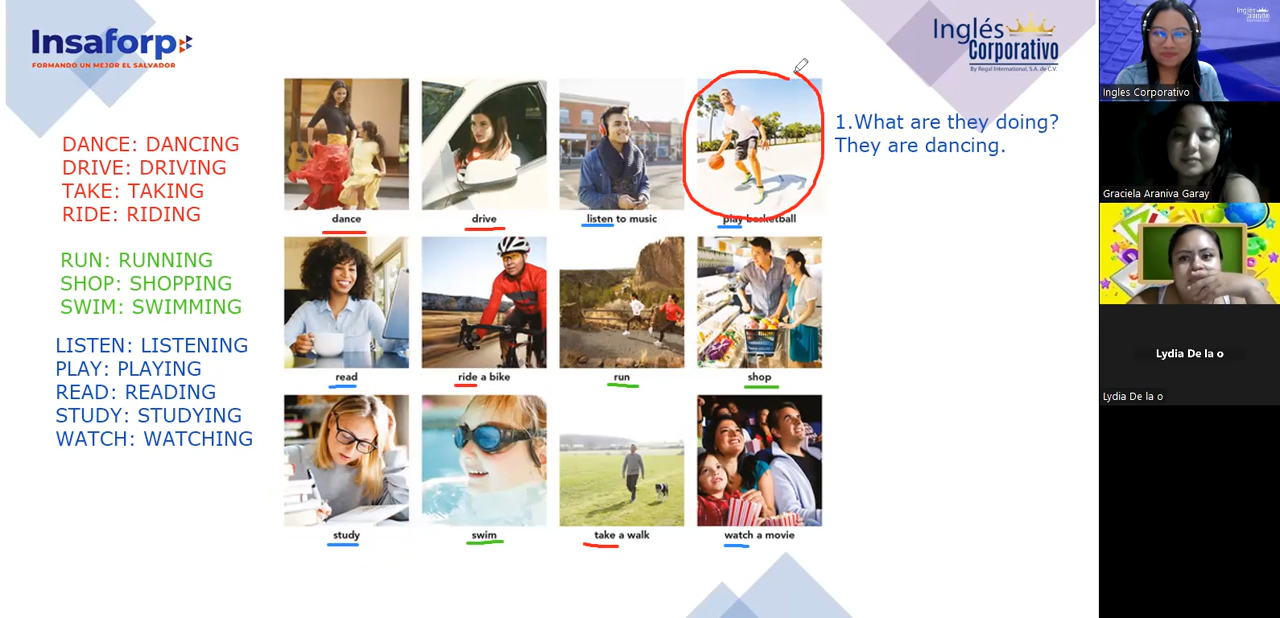 Insaforp
FORMANDO UN MEJOR EL SALVADOR
Inglés
Corporativo
By Regal International, S.A. de C.V.
DANCE: DANCING
DRIVE: DRIVING
TAKE: TAKING
RIDE: RIDING
RUN: RUNNING
SHOP: SHOPPING
SWIM: SWIMMING
LISTEN: LISTENING
PLAY: PLAYING
READ: READING
STUDY: STUDYING
WATCH: WATCHING
dance
drive
listen to music
play basketball
read
ride a bike
run
shop
study
swim
take a walk
watch a movie
1.What are they doing?
They are dancing.
Inglés
Ingles Corporativo
Graciela Araniva Garay
Lydia De la o
Lydia De la o